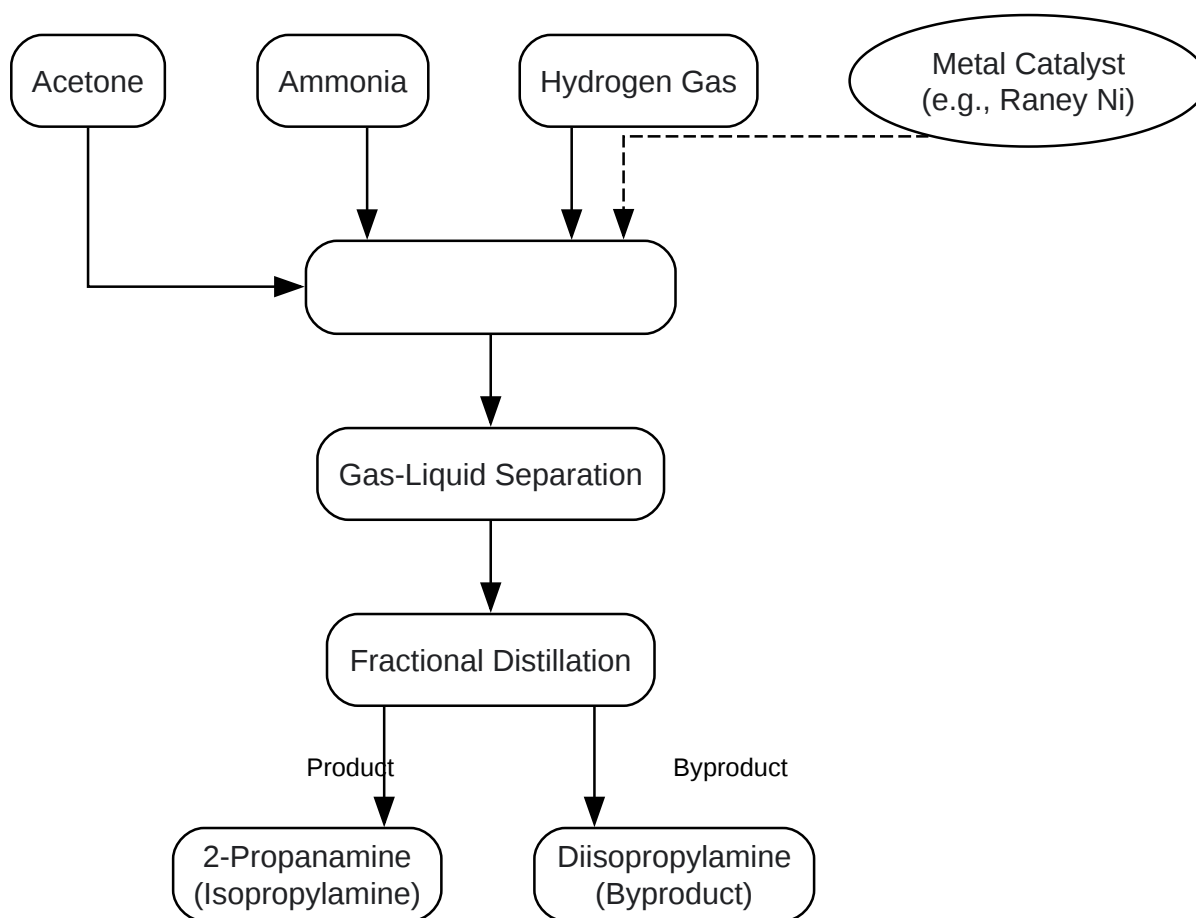 Acetone
Ammonia
Hydrogen Gas
Metal Catalyst
(e.g., Raney Ni)
Gas-Liquid Separation
Fractional Distillation
Product
Byproduct
2-Propanamine
(Isopropylamine)
Diisopropylamine
(Byproduct)